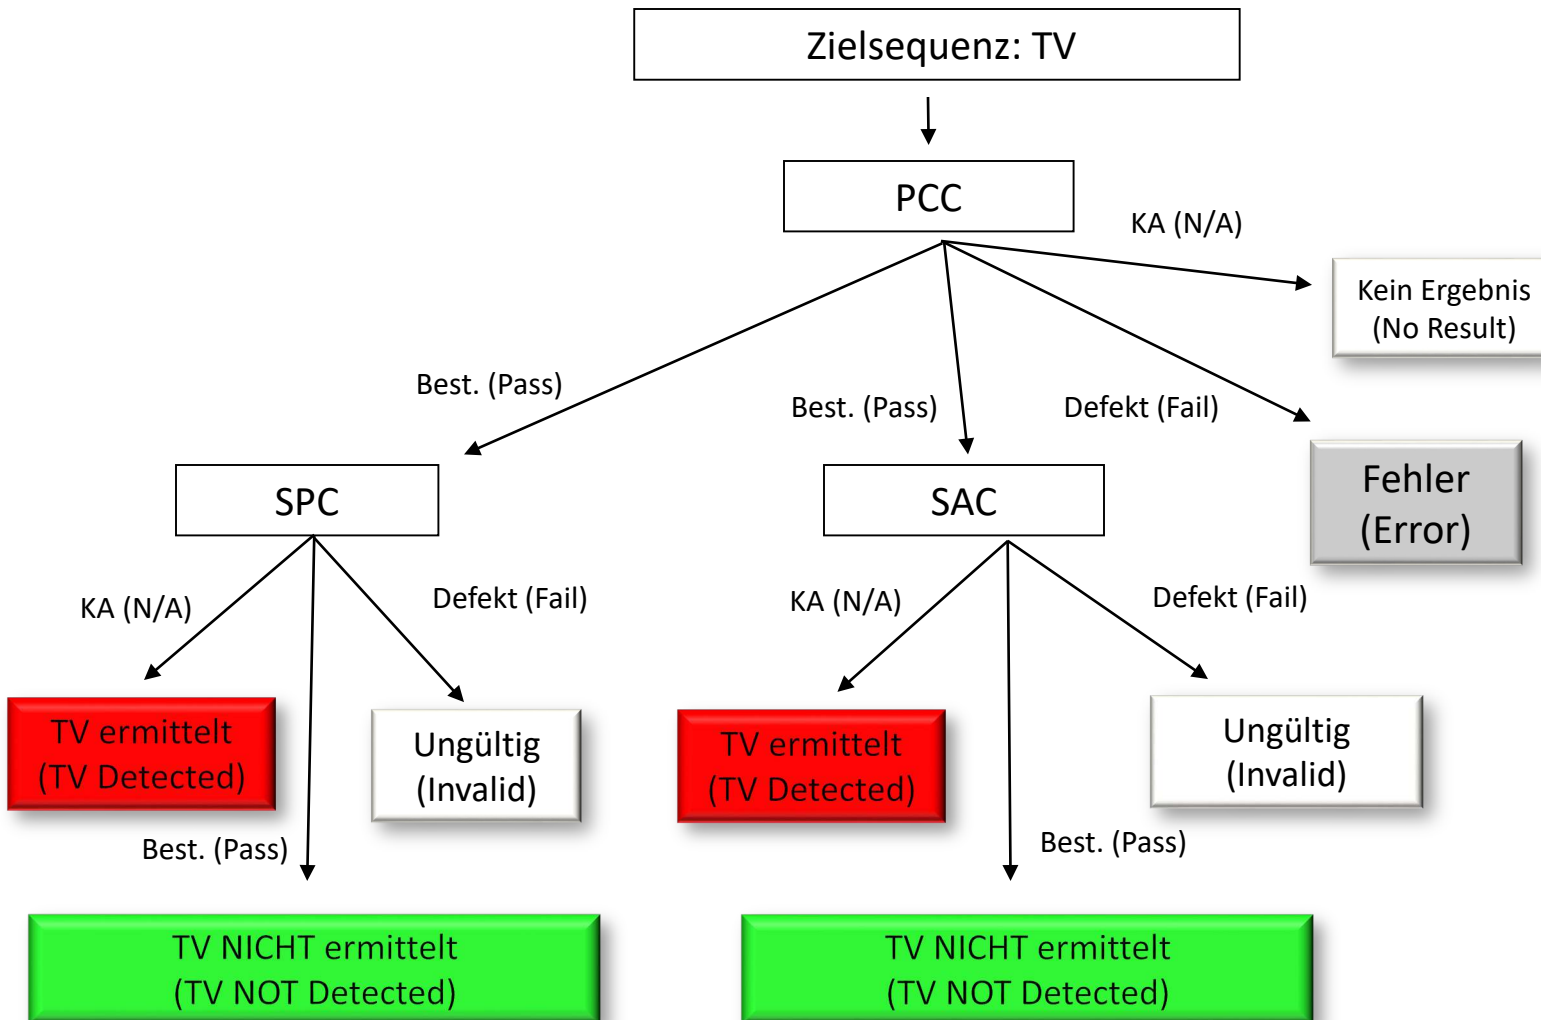 Zielsequenz: TV
PCC
KA (N/A)
Kein Ergebnis
(No Result)
Best. (Pass)
Best. (Pass)
Defekt (Fail)
SPC
SAC
Fehler
(Error)
KA (N/A)
Defekt (Fail)
KA (N/A)
Defekt (Fail)
TV ermittelt
(TV Detected)
Ungültig
(Invalid)
TV ermittelt
(TV Detected)
Ungültig
(Invalid)
Best. (Pass)
Best. (Pass)
TV NICHT ermittelt
(TV NOT Detected)
TV NICHT ermittelt
(TV NOT Detected)